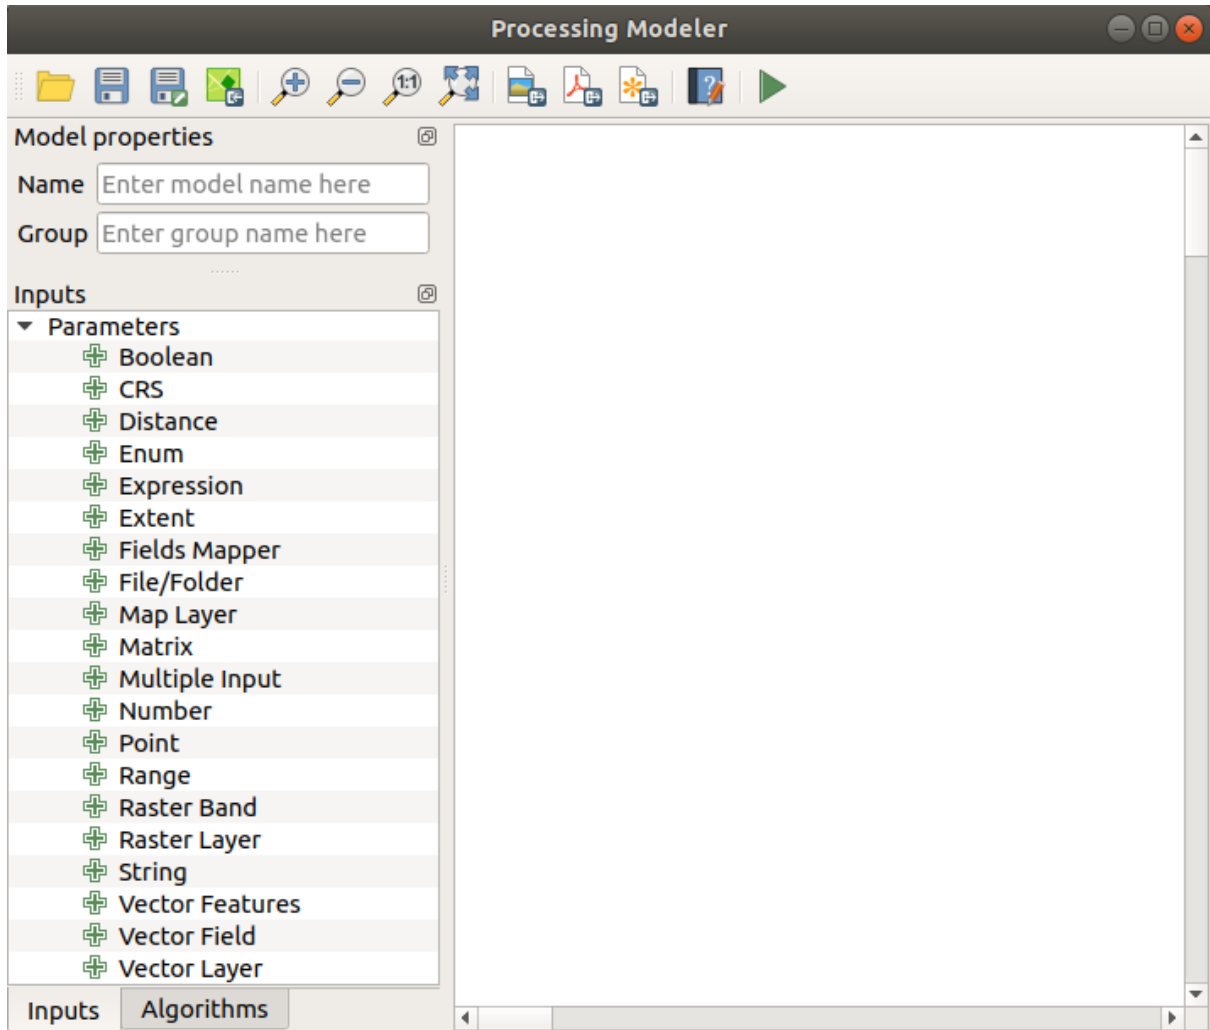 Processing Modeler
1:1
Model properties
Name Enter model name here
Group Enter group name here
Inputs
Parameters
Boolean
CRS
Distance
Enum
Expression
Extent
Fields Mapper
File/Folder
Map Layer
Matrix
Multiple Input
Number
Point
Range
Raster Band
Raster Layer
String
Vector Features
Vector Field
Vector Layer
Inputs Algorithms